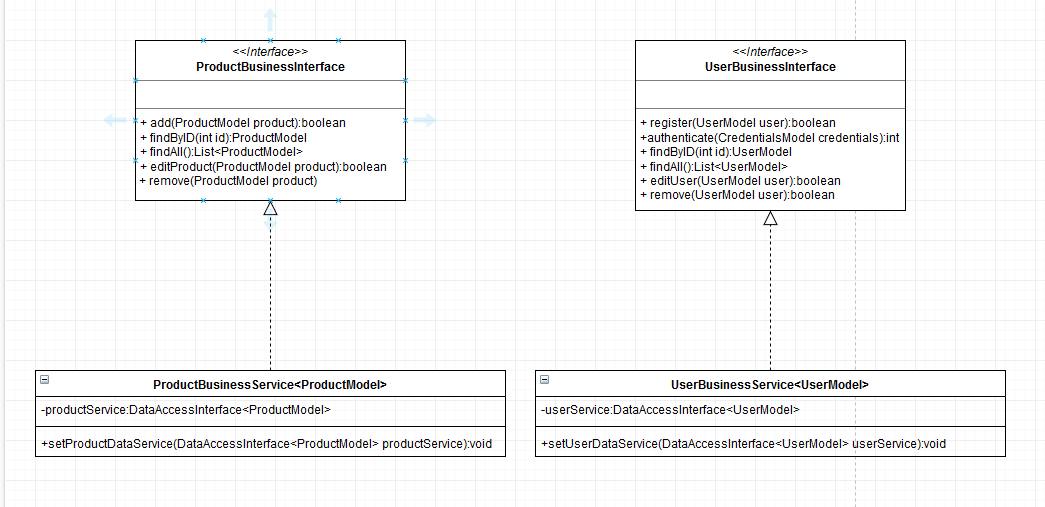 <<Interface>>
ProductBusinessInterface
+ add(ProductModel product):boolean
+ findByID(int id):ProductModel
+ findAll():List<ProductModel>
+ editProduct(ProductModel product):boolean
+ remove(ProductModel product)
<<Interface>>
UserBusinessInterface
+ register(UserModel user):boolean
+authenticate(CredentialsModel credentials):int
+ findByID(int id):UserModel
+ findAll():List<UserModel>
+ editUser(UserModel user):boolean
+ remove(UserModel user):boolean
ProductBusinessService<ProductModel>
-productService:DataAccessInterface<ProductModel>
+setProductDataService(DataAccessInterface<ProductModel> productService):void
UserBusinessService<UserModel>
-userService:DataAccessInterface<UserModel>
+setUserDataService(DataAccessInterface<UserModel> userService):void